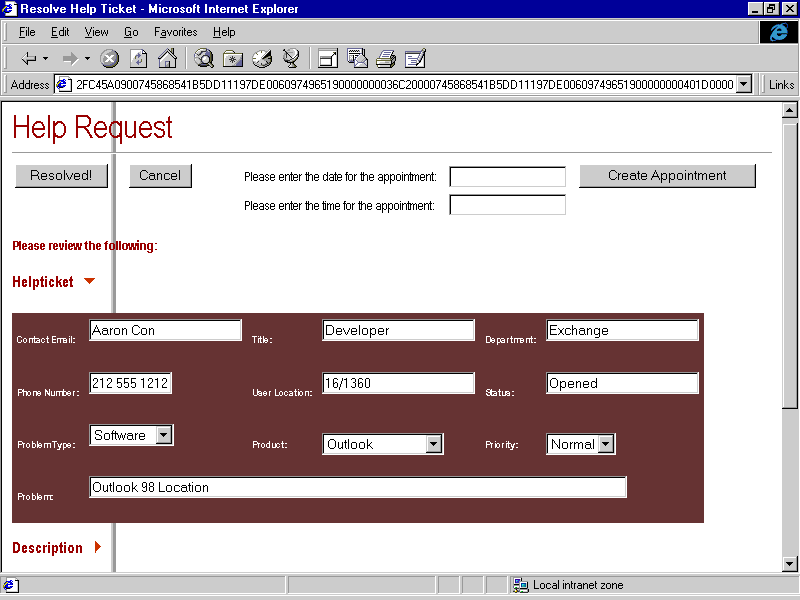 Resolve Help Ticket - Microsoft Internet Explorer
File Edit View Go Favorites Help
Address 2FC45A0900745868541B5DD11197DE0060974965190000000036C20000745868541B5DD11197DE00609749651900000000401D0000 Links
Help Request
Resolved! Cancel Please enter the date for the appointment: Create Appointment
Please enter the time for the appointment:
Please review the following:
Helpticket
Contact Email: Aaron Con Title: Developer Department: Exchange
Phone Number: 212 555 1212 User Location: 16/1360 Status: Opened
ProblemType: Software Product: Outlook Priority: Normal
Problem: Outlook 98 Location
Description
Local intranet zone